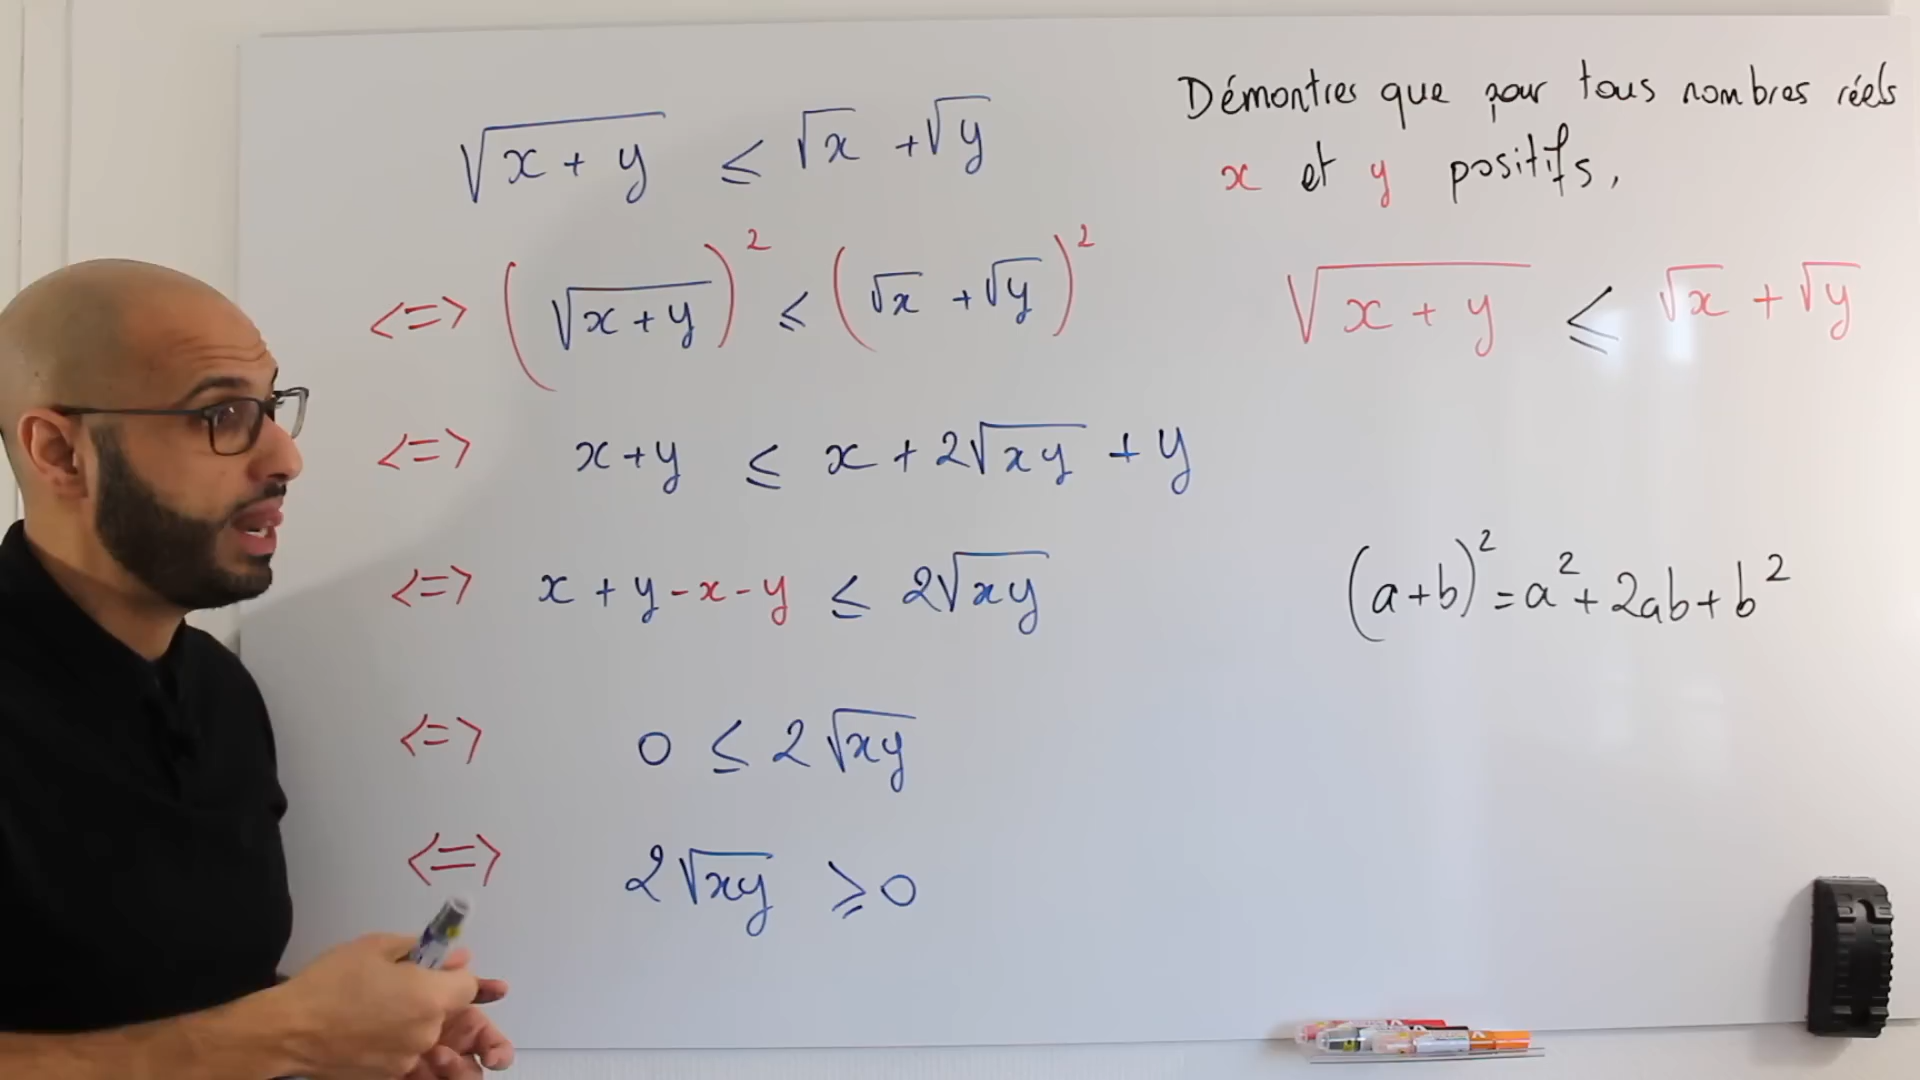 √(x + y) ≤ √x + √y
<=> (√(x + y))² ≤ (√x + √y)²
<=> x + y ≤ x + 2√(xy) + y
<=> x + y - x - y ≤ 2√(xy)
<=> 0 ≤ 2√(xy)
<=> 2√(xy) ≥ 0
Démontrer que pour tous nombres réels
x et y positifs,
√(x + y) ≤ √x + √y
(a+b)² = a² + 2ab + b²